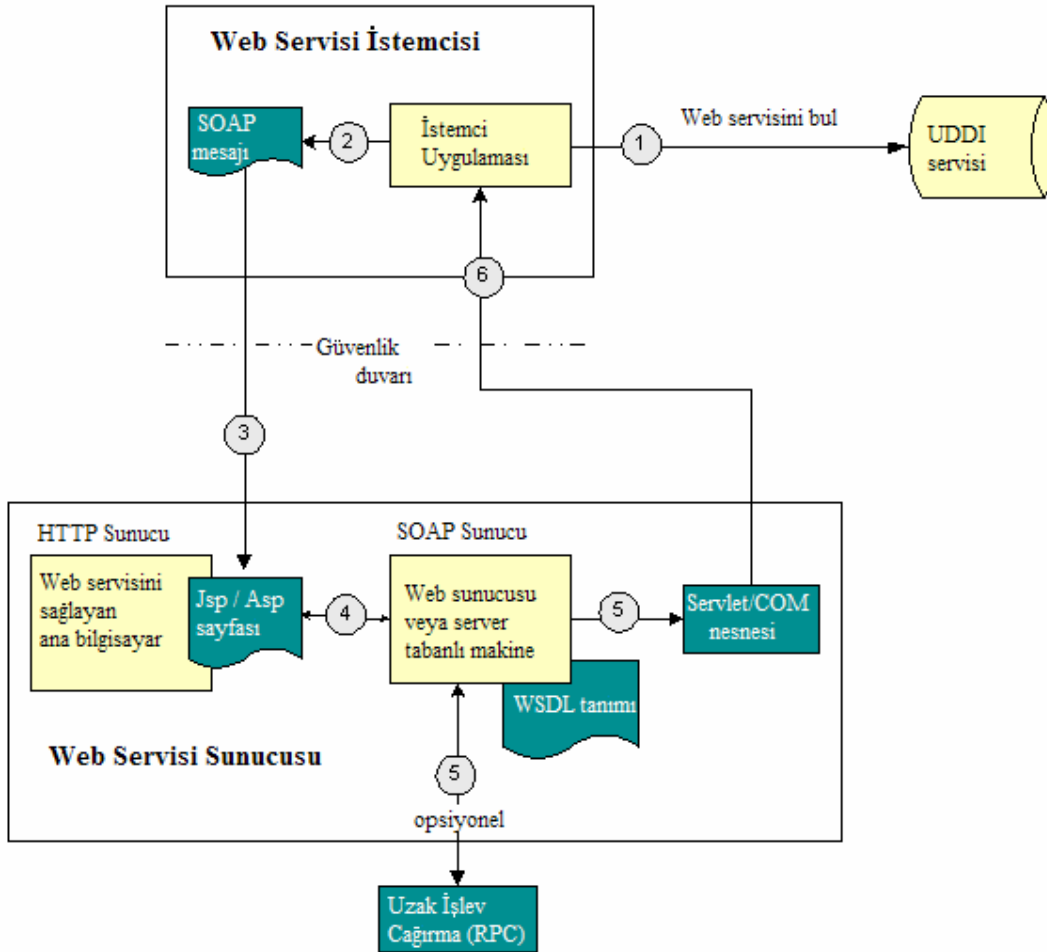 Web Servisi İstemcisi
SOAP
mesajı
2
İstemci
Uygulaması
1
Web servisini bul
UDDI
servisi
6
Güvenlik
duvarı
3
HTTP Sunucu
Web servisini
sağlayan
ana bilgisayar
Jsp / Asp
sayfası
4
SOAP Sunucu
Web sunucusu
veya server
tabanlı makine
5
Servlet/COM
nesnesi
WSDL tanımı
Web Servisi Sunucusu
5
opsiyonel
Uzak İşlev
Cağırma (RPC)